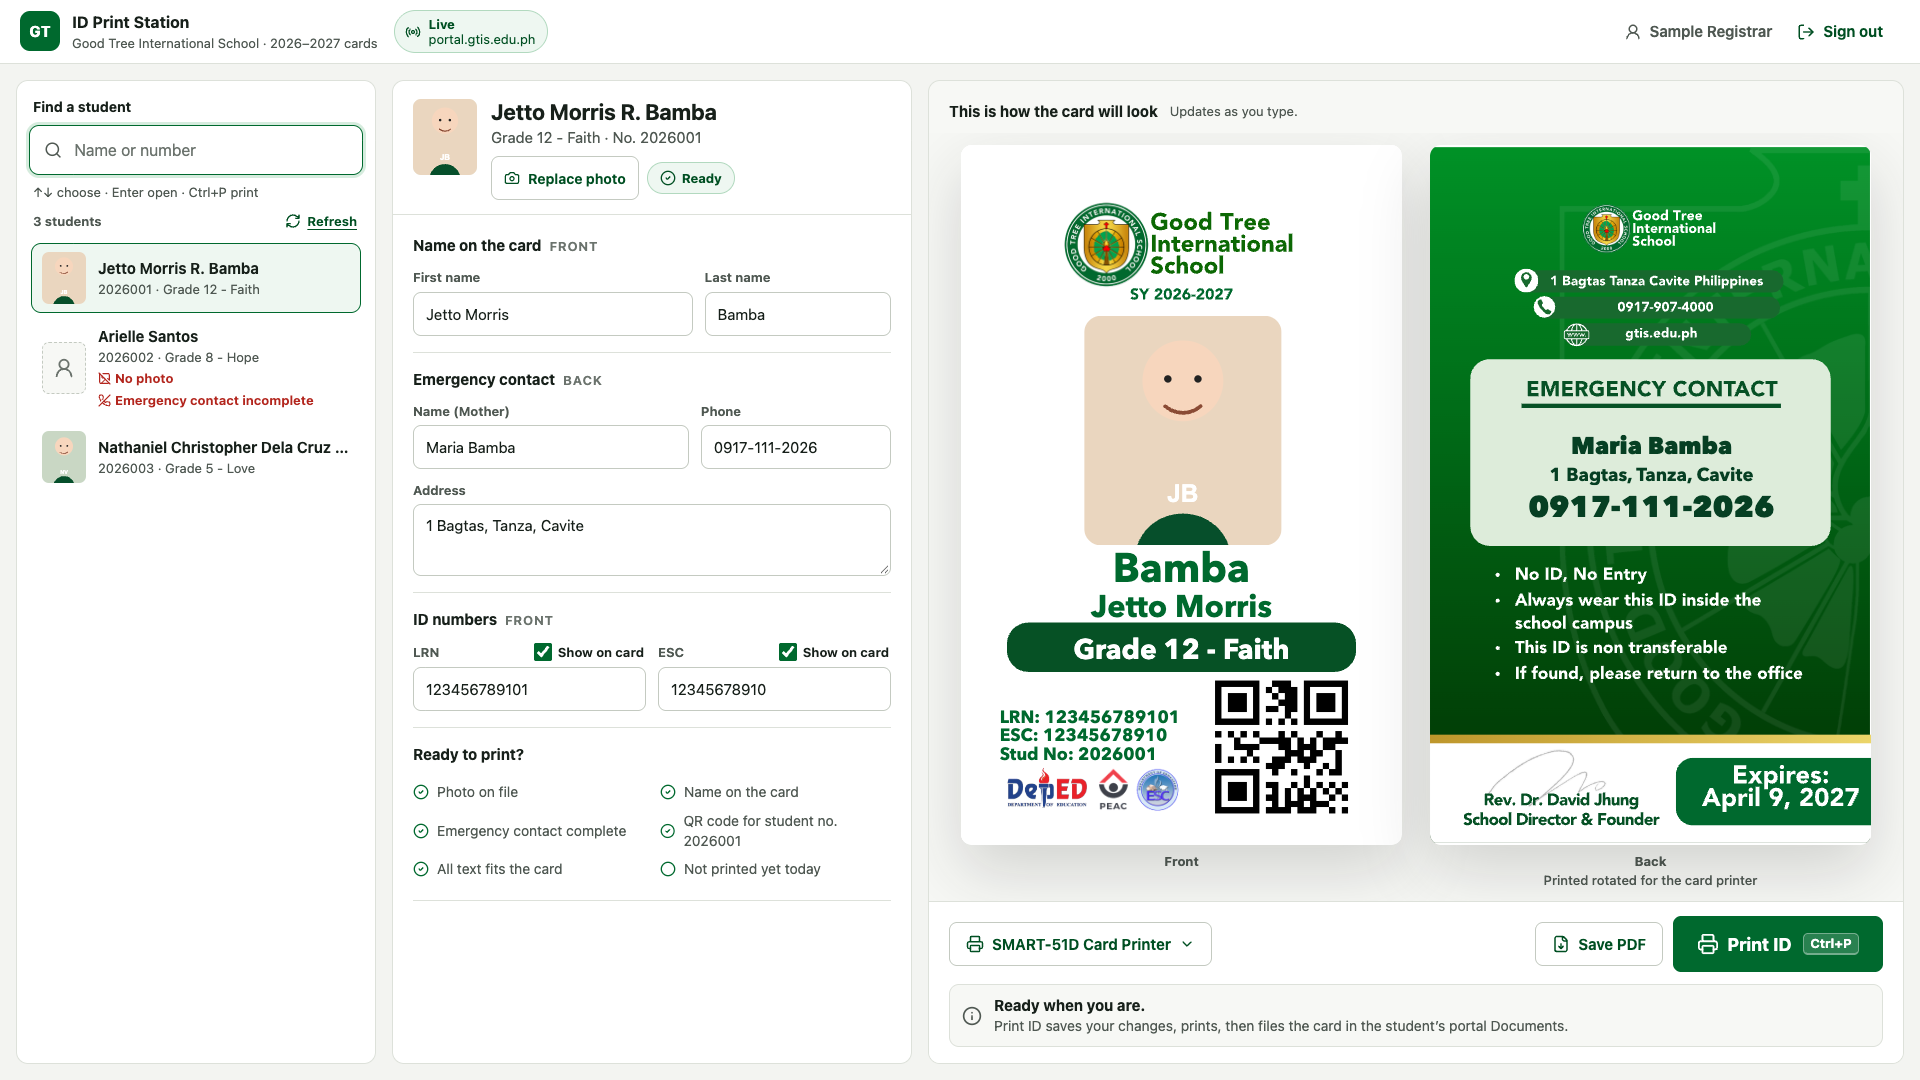 GT
ID Print Station
Good Tree International School · 2026–2027 cards
Live
portal.gtis.edu.ph
Sample Registrar
Sign out
Find a student
Name or number
↑↓ choose · Enter open · Ctrl+P print
3 students
Refresh
Jetto Morris R. Bamba
2026001 · Grade 12 - Faith
Arielle Santos
2026002 · Grade 8 - Hope
No photo
Emergency contact incomplete
Nathaniel Christopher Dela Cruz ...
2026003 · Grade 5 - Love
JB
Jetto Morris R. Bamba
Grade 12 - Faith · No. 2026001
Replace photo
Ready
Name on the card FRONT
First name
Last name
Jetto Morris
Bamba
Emergency contact BACK
Name (Mother)
Phone
Maria Bamba
0917-111-2026
Address
1 Bagtas, Tanza, Cavite
ID numbers FRONT
LRN
Show on card
ESC
Show on card
123456789101
12345678910
Ready to print?
Photo on file
Name on the card
Emergency contact complete
QR code for student no.
2026001
All text fits the card
Not printed yet today
This is how the card will look
Updates as you type.
GOOD TREE INTERNATIONAL SCHOOL
2000
Good Tree
International
School
SY 2026-2027
JB
Bamba
Jetto Morris
Grade 12 - Faith
LRN: 123456789101
ESC: 12345678910
Stud No: 2026001
DepED
DEPARTMENT OF EDUCATION
PEAC
ESC
Front
Good Tree
International
School
1 Bagtas Tanza Cavite Philippines
0917-907-4000
www.
gtis.edu.ph
EMERGENCY CONTACT
Maria Bamba
1 Bagtas, Tanza, Cavite
0917-111-2026
• No ID, No Entry
• Always wear this ID inside the
school campus
• This ID is non transferable
• If found, please return to the office
Rev. Dr. David Jhung
School Director & Founder
Expires:
April 9, 2027
Back
Printed rotated for the card printer
SMART-51D Card Printer
Save PDF
Print ID
Ctrl+P
Ready when you are.
Print ID saves your changes, prints, then files the card in the student's portal Documents.